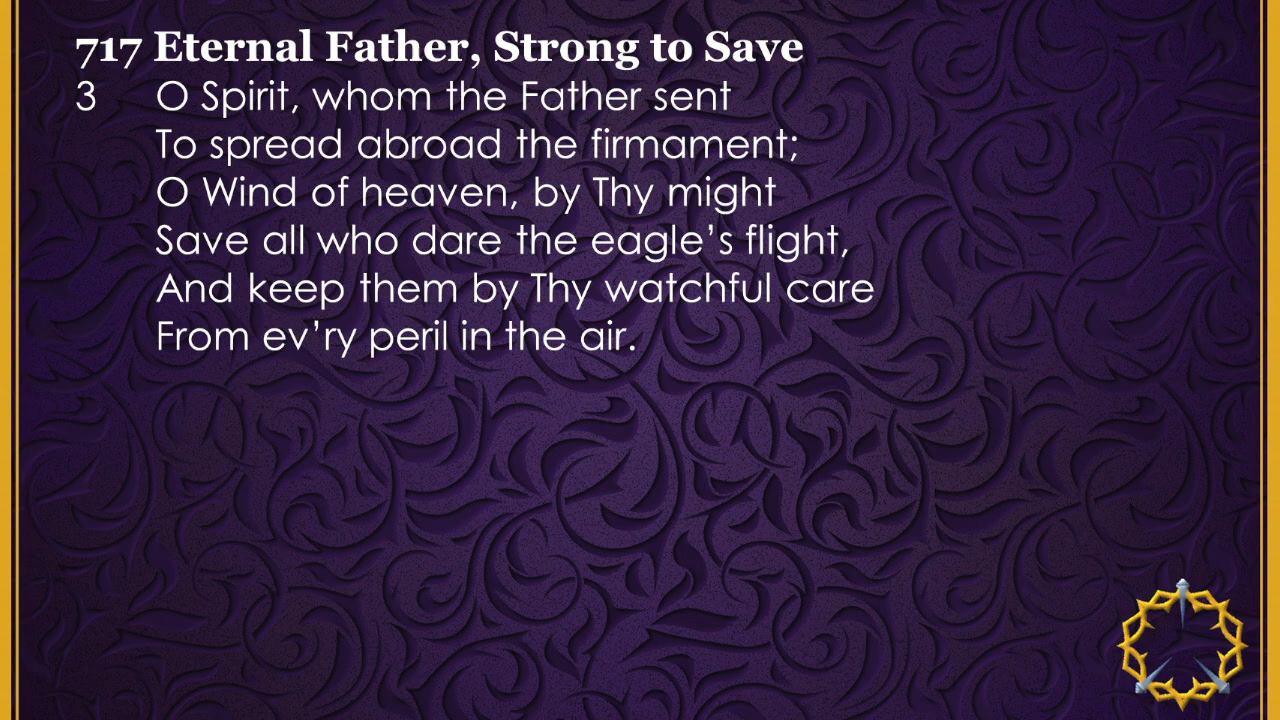 717 Eternal Father, Strong to Save
3 O Spirit, whom the Father sent
To spread abroad the firmament;
O Wind of heaven, by Thy might
Save all who dare the eagle’s flight,
And keep them by Thy watchful care
From ev’ry peril in the air.